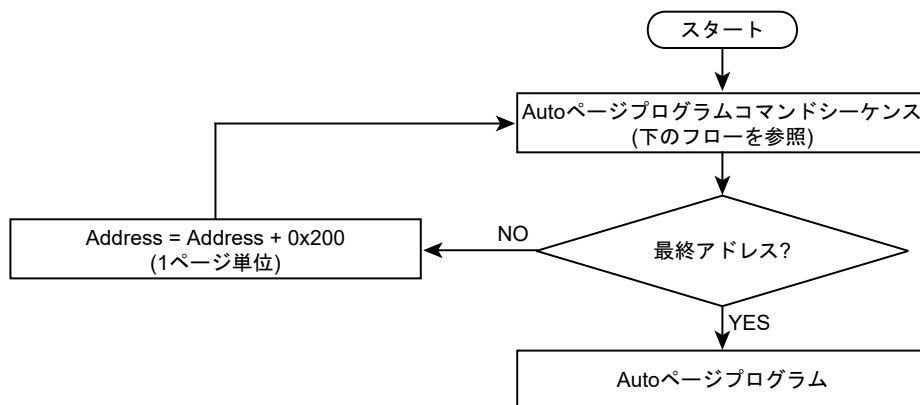 スタート
Autoページプログラムコマンドシーケンス
(下のフローを参照)
Address = Address + 0x200
(1ページ単位)
NO
最終アドレス?
YES
Autoページプログラム